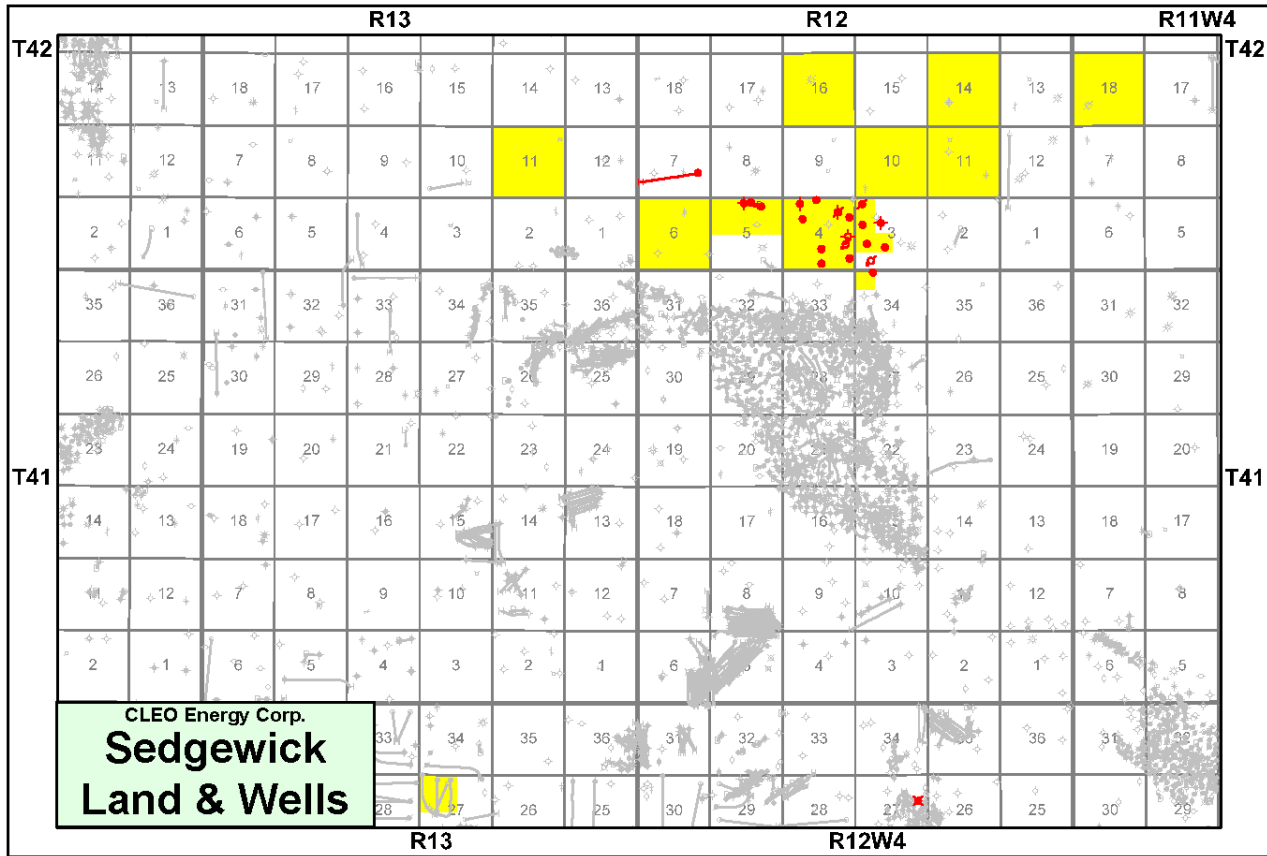 R13 R12 R11W4
T42 T42
14 13 18 17 16 15 14 13 18 17 16 15 14 13 18 17
11 12 7 8 9 10 11 12 7 8 9 10 11 12 7 8
2 1 6 5 4 3 2 1 6 5 4 3 2 1 6 5
35 36 31 32 33 34 35 36 31 32 33 34 35 36 31 32
26 25 30 29 28 27 26 25 30 29 28 27 26 25 30 29
23 24 19 20 21 22 23 24 19 20 23 24 19 20
T41 T41
14 13 18 17 16 15 14 13 18 17 16 14 13 18 17
11 12 7 8 9 10 11 12 7 8 9 10 11 12 7 8
2 1 6 5 4 3 2 1 6 5 4 3 2 1 6 5
CLEO Energy Corp.
Sedgewick
Land & Wells
33 34 35 36 31 32 33 34 35 36 31 32
28 27 26 25 30 29 28 27 26 25 30 29
R13 R12W4